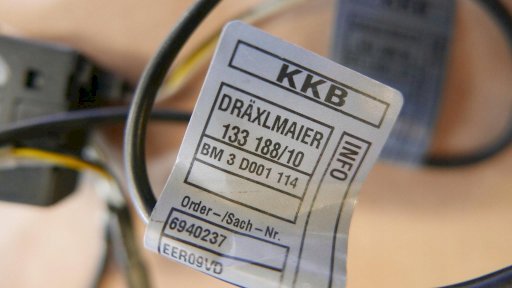 KKB
DRÄXLMAIER
133 188/10
BM 3 D001 114
INFO
Order-/Sach-Nr.
6940237
EER09VD